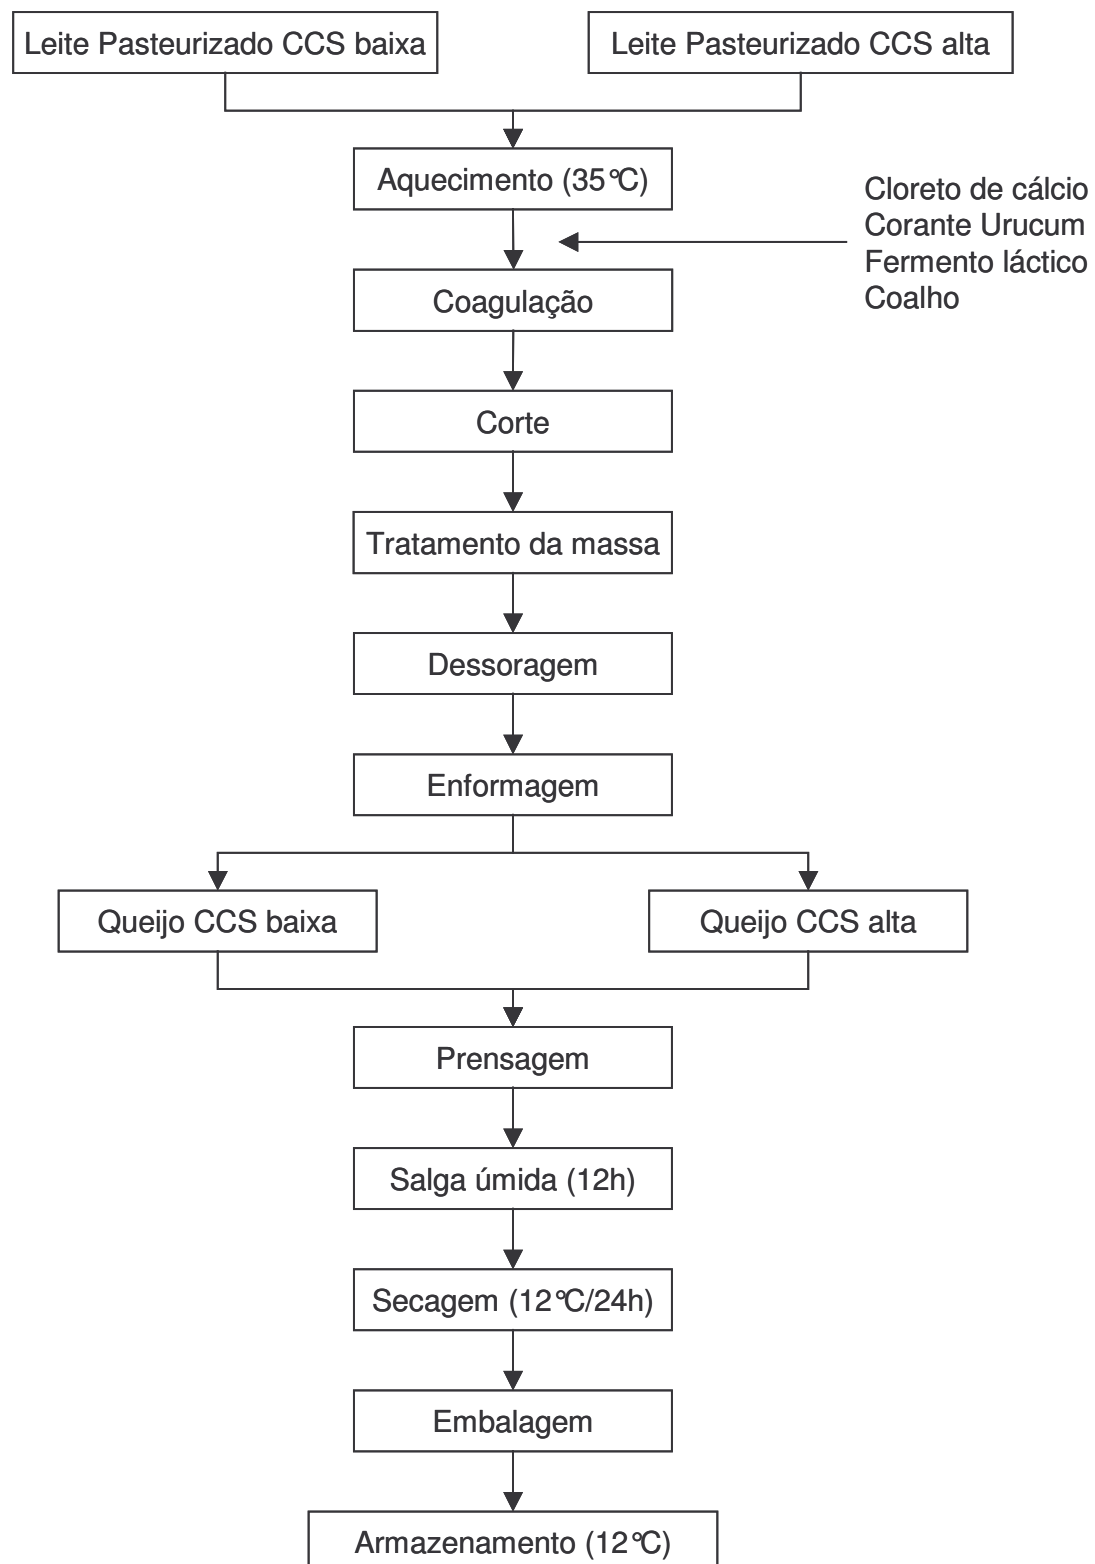 Leite Pasteurizado CCS baixa
Leite Pasteurizado CCS alta
Aquecimento (35°C)
Cloreto de cálcio
Corante Urucum
Fermento láctico
Coalho
Coagulação
Corte
Tratamento da massa
Dessoragem
Enformagem
Queijo CCS baixa
Queijo CCS alta
Prensagem
Salga úmida (12h)
Secagem (12°C/24h)
Embalagem
Armazenamento (12°C)